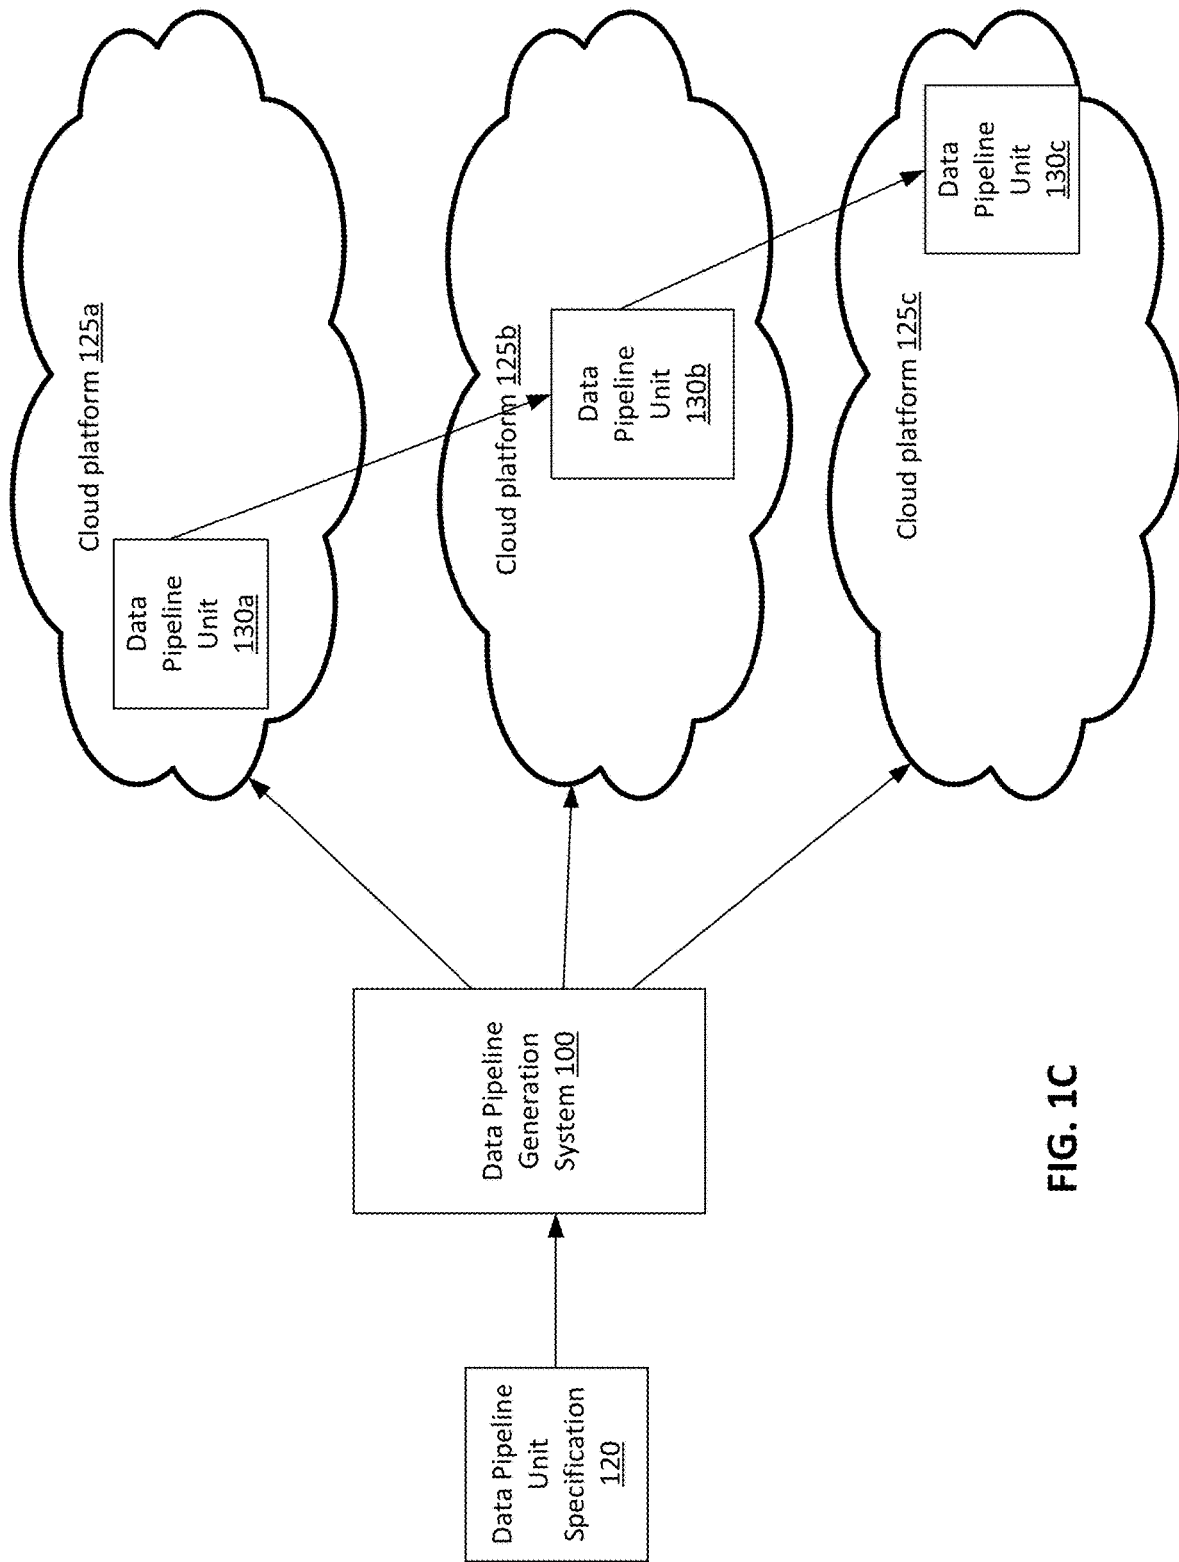 Data Pipeline
Unit
Specification
120
Data Pipeline
Generation
System 100
Cloud platform 125a
Data
Pipeline
Unit
130a
Cloud platform 125b
Data
Pipeline
Unit
130b
Cloud platform 125c
Data
Pipeline
Unit
130c
FIG. 1C